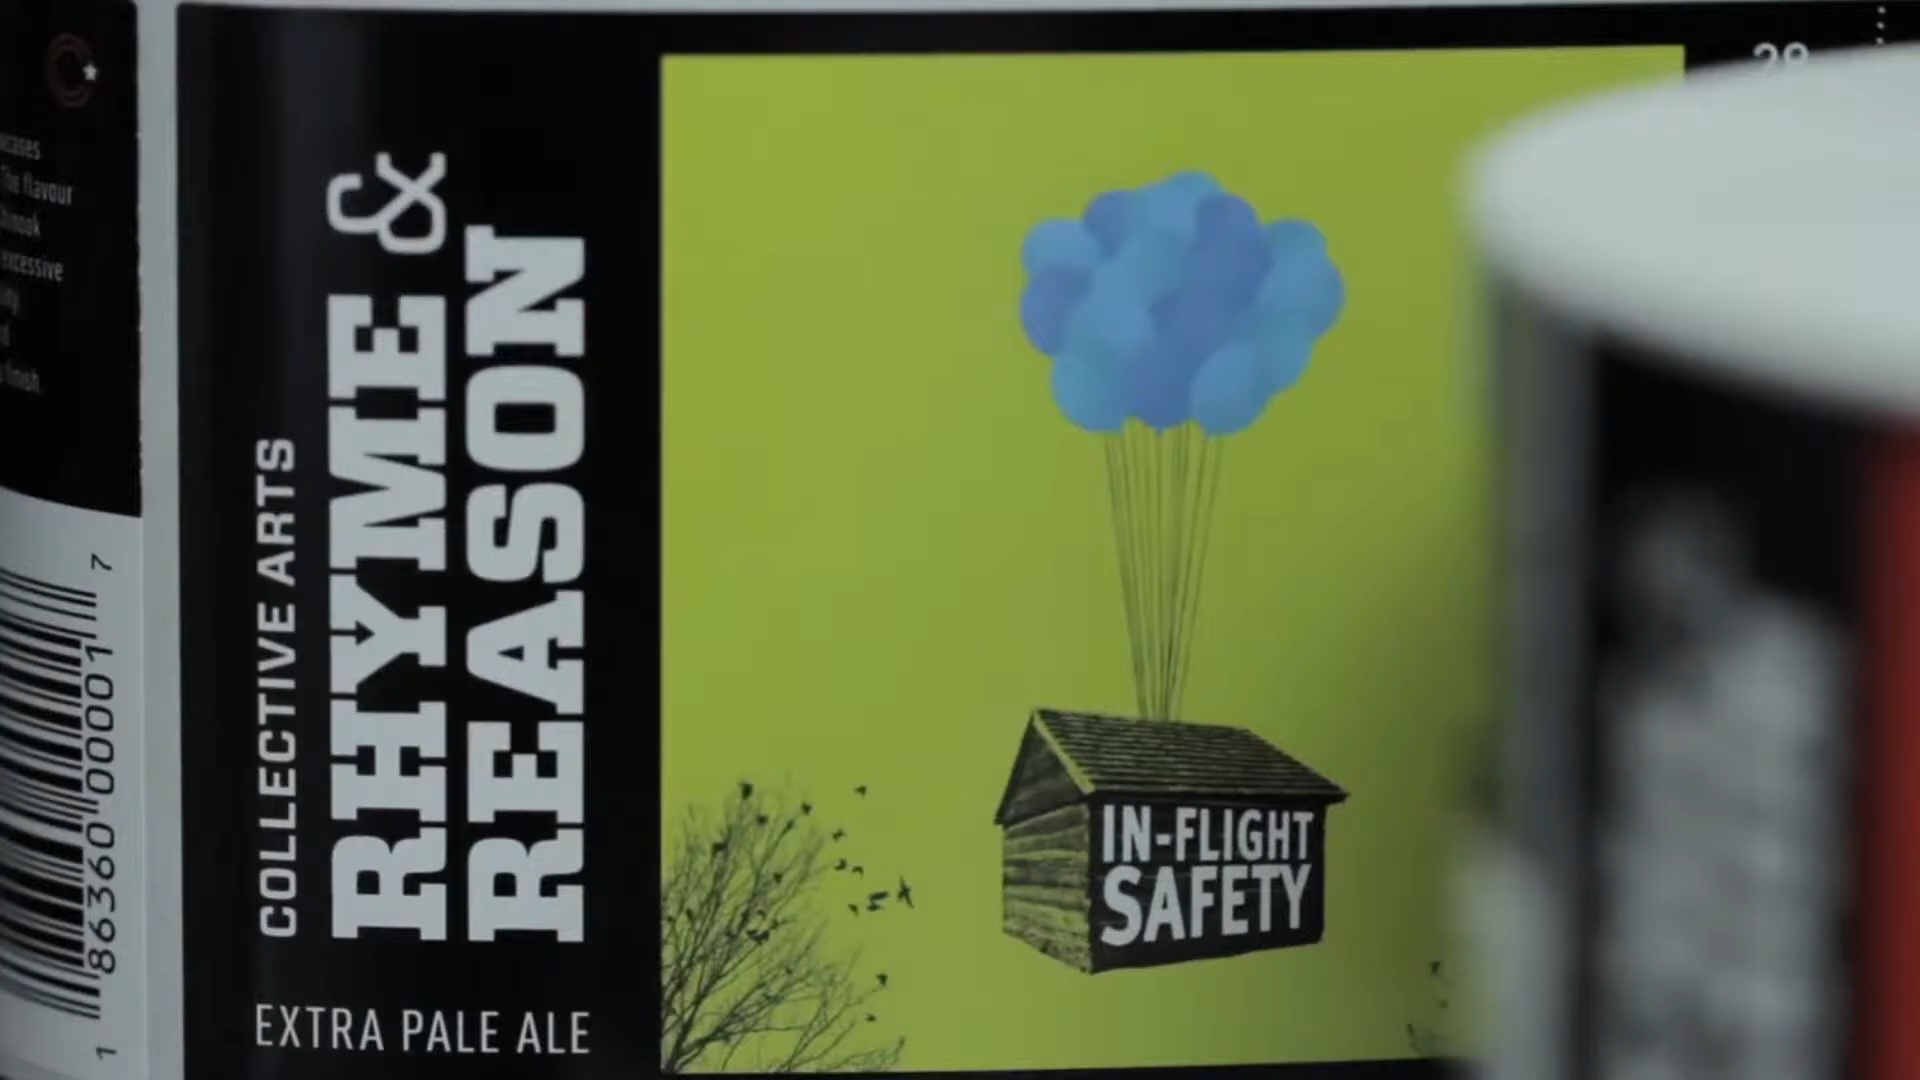 COLLECTIVE ARTS
RHYME &
REASON
EXTRA PALE ALE
IN-FLIGHT
SAFETY
The flavour
excessive
finish.
1 86360 00001 7